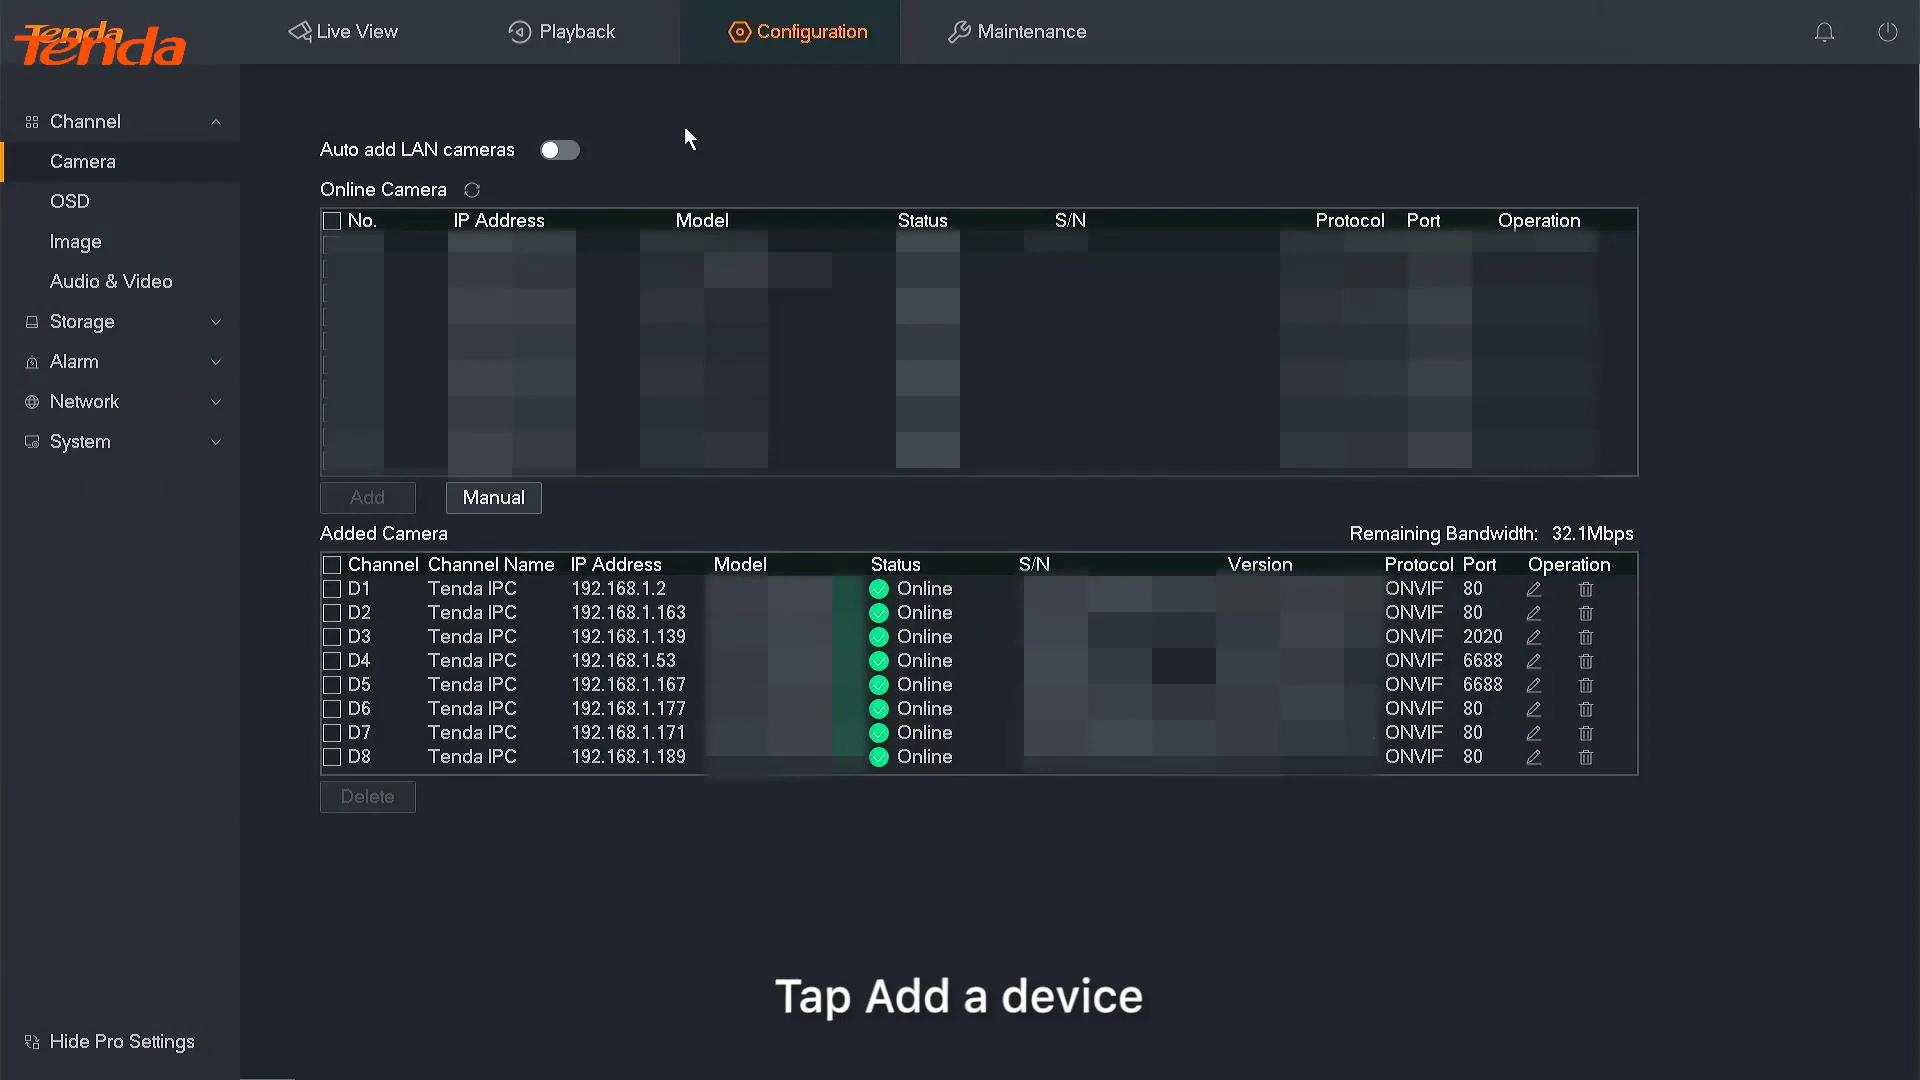 Tenda
Tenda
Live View
Playback
Configuration
Maintenance
Channel
Camera
OSD
Image
Audio & Video
Storage
Alarm
Network
System
Hide Pro Settings
Auto add LAN cameras
Online Camera
No. IP Address Model Status S/N Protocol Port Operation
Add Manual
Added Camera Remaining Bandwidth: 32.1Mbps
Channel Channel Name IP Address Model Status S/N Version Protocol Port Operation
D1 Tenda IPC 192.168.1.2 Online ONVIF 80
D2 Tenda IPC 192.168.1.163 Online ONVIF 80
D3 Tenda IPC 192.168.1.139 Online ONVIF 2020
D4 Tenda IPC 192.168.1.53 Online ONVIF 6688
D5 Tenda IPC 192.168.1.167 Online ONVIF 6688
D6 Tenda IPC 192.168.1.177 Online ONVIF 80
D7 Tenda IPC 192.168.1.171 Online ONVIF 80
D8 Tenda IPC 192.168.1.189 Online ONVIF 80
Delete
Tap Add a device